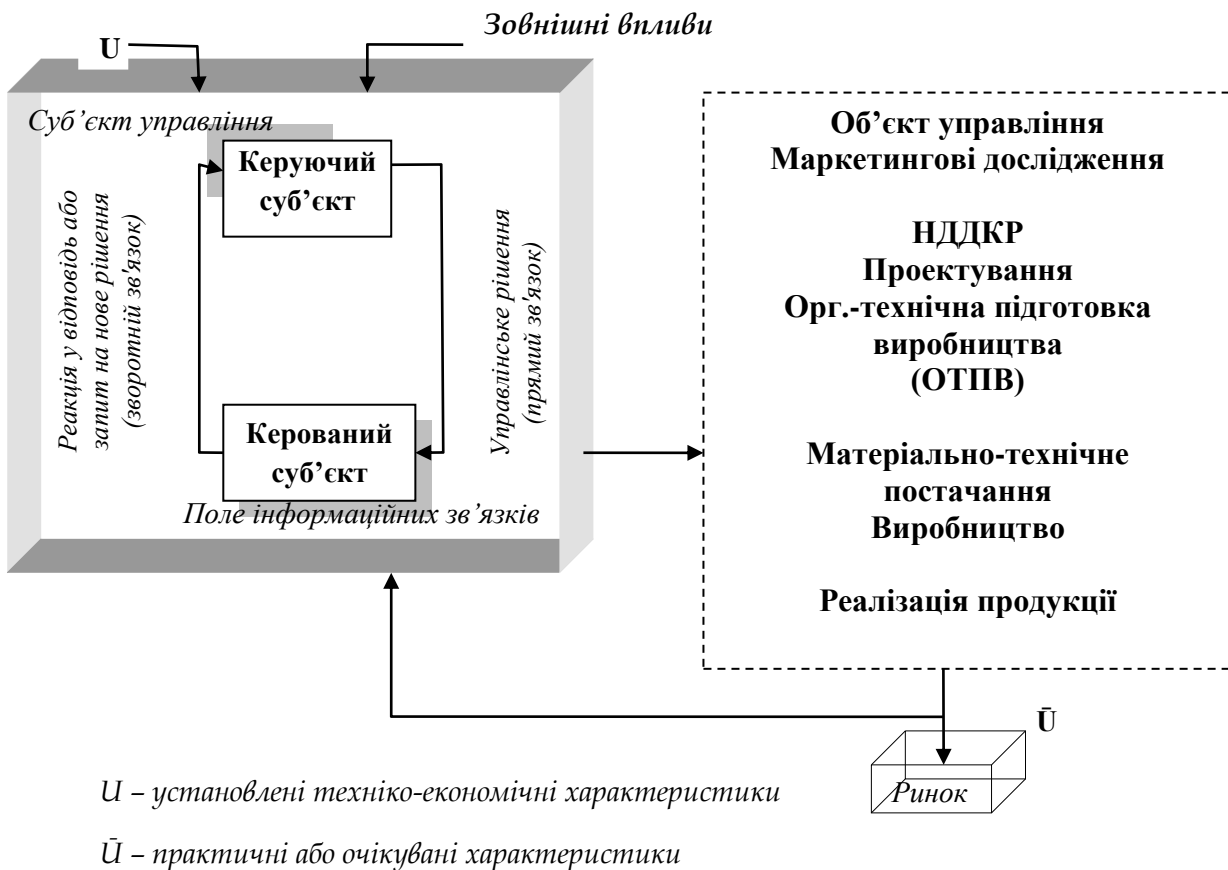 Зовнішні впливи
U
Суб’єкт управління
Керуючий
суб’єкт
Реакція у відповідь або
запит на нове рішення
(зворотній зв'язок)
Управлінське рішення
(прямий зв'язок)
Керований
суб’єкт
Поле інформаційних зв’язків
Об’єкт управління
Маркетингові дослідження
НДДКР
Проектування
Орг.-технічна підготовка
виробництва
(ОТПВ)
Матеріально-технічне
постачання
Виробництво
Реалізація продукції
Ū
Ринок
U – установлені техніко-економічні характеристики
Ū – практичні або очікувані характеристики